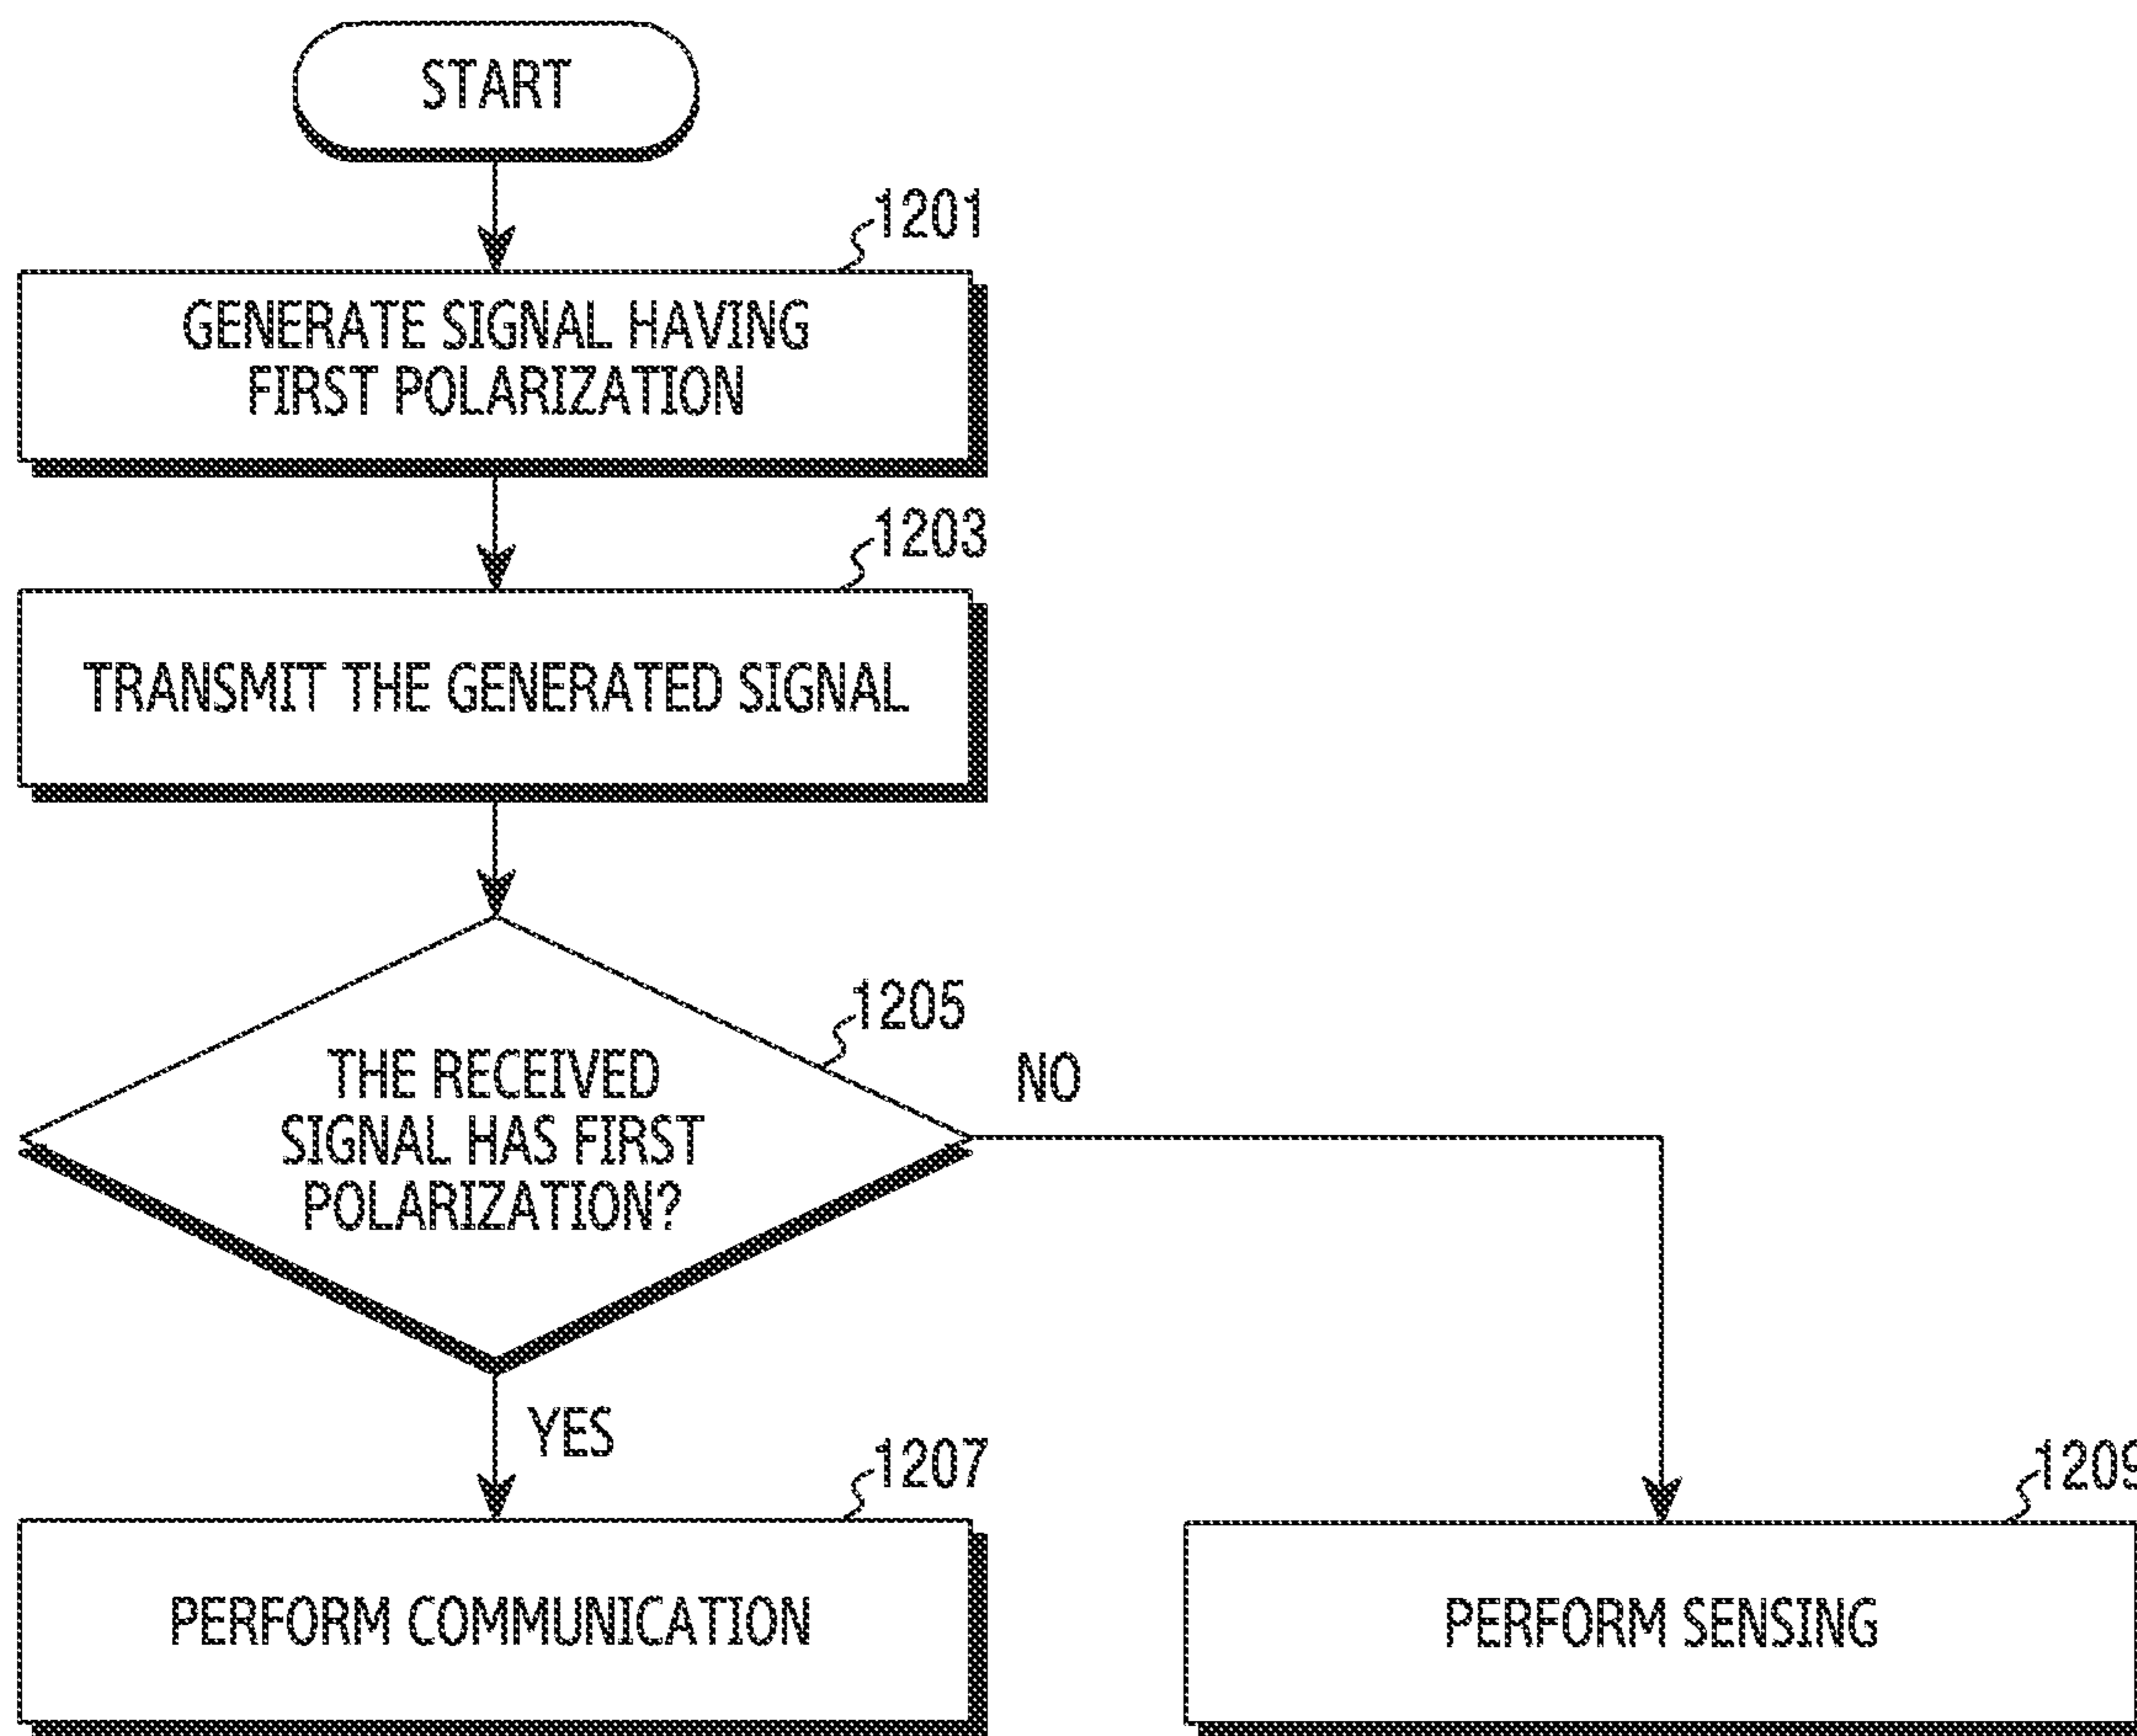 START
1201
GENERATE SIGNAL HAVING
FIRST POLARIZATION
1203
TRANSMIT THE GENERATED SIGNAL
1205
THE RECEIVED
SIGNAL HAS FIRST
POLARIZATION?
NO
YES
1207
PERFORM COMMUNICATION
1209
PERFORM SENSING